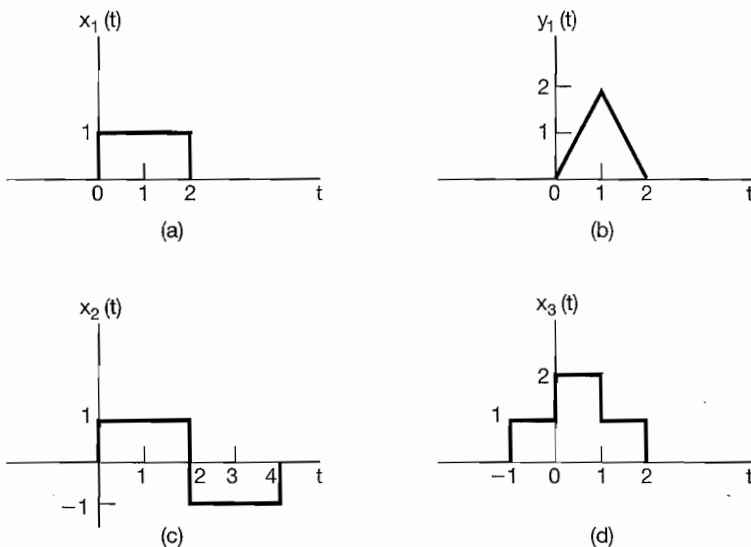 x₁ (t)
1
0 1 2 t
(a)
y₁ (t)
2
1
0 1 2 t
(b)
x₂ (t)
1
1 2 3 4 t
−1
(c)
x₃ (t)
2
1
−1 0 1 2 t
(d)